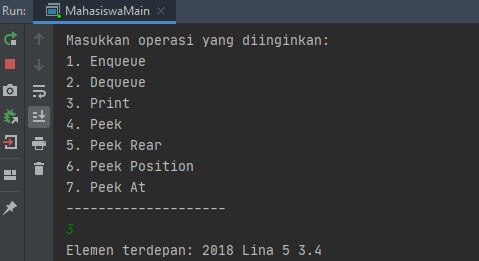 Run: MahasiswaMain
Masukkan operasi yang diinginkan:
1. Enqueue
2. Dequeue
3. Print
4. Peek
5. Peek Rear
6. Peek Position
7. Peek At
--------------------
3
Elemen terdepan: 2018 Lina 5 3.4